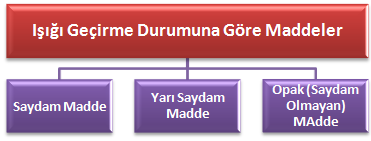 Işığı Geçirme Durumuna Göre Maddeler
Saydam Madde
Yarı Saydam
Madde
Opak (Saydam
Olmayan)
MAdde